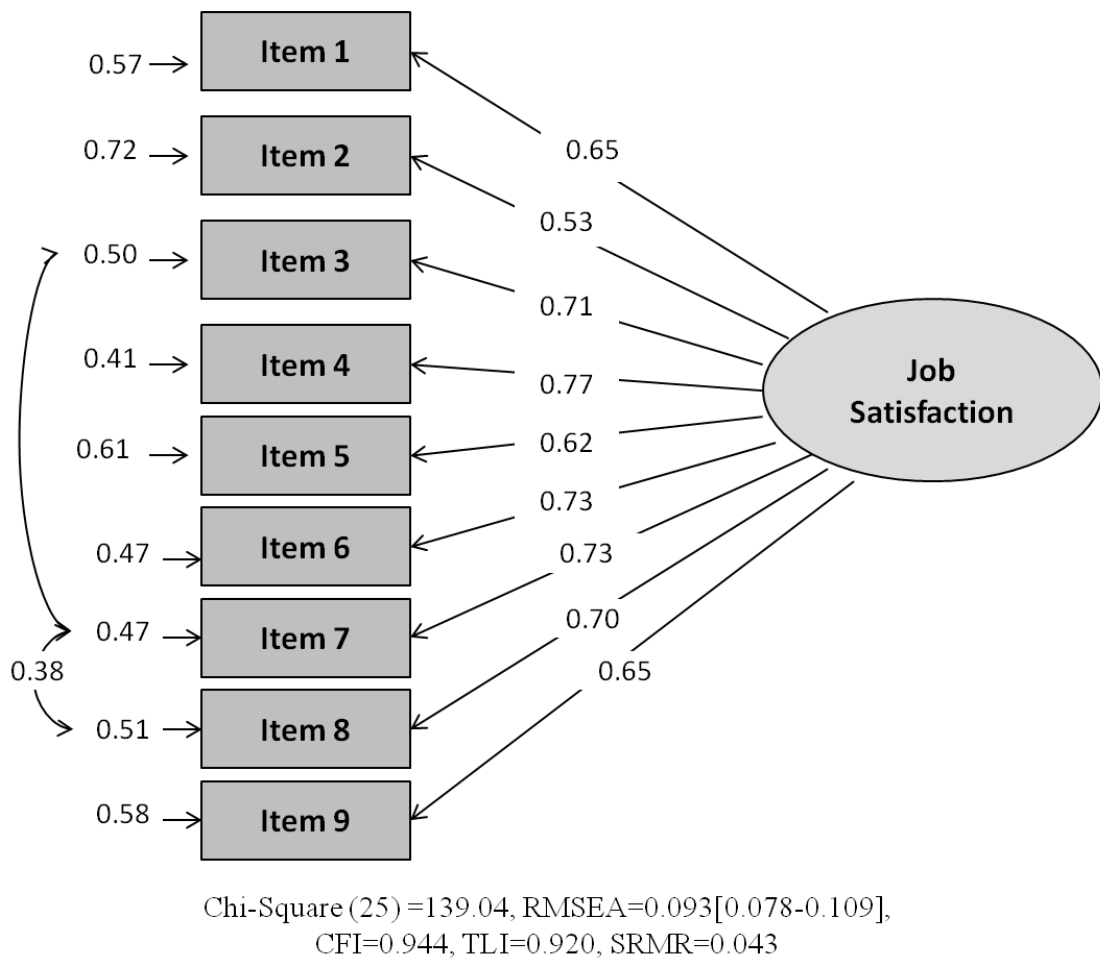 0.57
Item 1
0.65
0.72
Item 2
0.53
0.50
Item 3
0.71
0.41
Item 4
0.77
Job
Satisfaction
0.61
Item 5
0.62
0.47
Item 6
0.73
0.47
Item 7
0.73
0.38
0.51
Item 8
0.70
0.58
Item 9
0.65
Chi-Square (25) =139.04, RMSEA=0.093[0.078-0.109],
CFI=0.944, TLI=0.920, SRMR=0.043